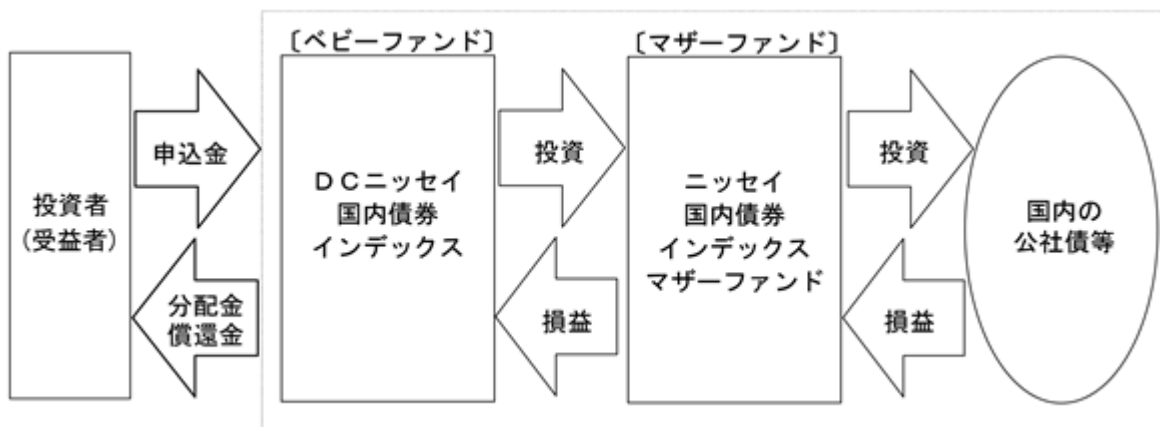 〔ベビーファンド〕
〔マザーファンド〕
投資者
(受益者)
申込金
分配金
償還金
ＤＣニッセイ
国内債券
インデックス
投資
損益
ニッセイ
国内債券
インデックス
マザーファンド
投資
損益
国内の
公社債等